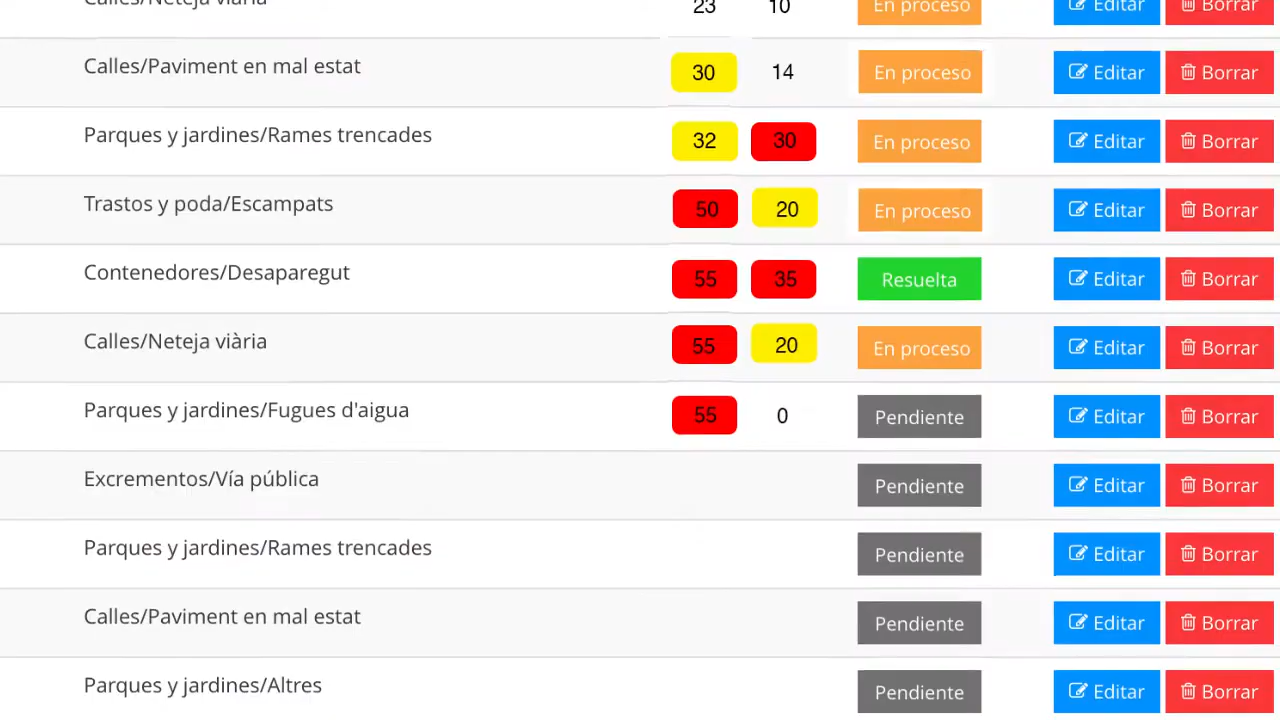 Calles/Neteja viària 23 10 En proceso Editar Borrar
Calles/Paviment en mal estat 30 14 En proceso Editar Borrar
Parques y jardines/Rames trencades 32 30 En proceso Editar Borrar
Trastos y poda/Escampats 50 20 En proceso Editar Borrar
Contenedores/Desaparegut 55 35 Resuelta Editar Borrar
Calles/Neteja viària 55 20 En proceso Editar Borrar
Parques y jardines/Fugues d'aigua 55 0 Pendiente Editar Borrar
Excrementos/Vía pública Pendiente Editar Borrar
Parques y jardines/Rames trencades Pendiente Editar Borrar
Calles/Paviment en mal estat Pendiente Editar Borrar
Parques y jardines/Altres Pendiente Editar Borrar